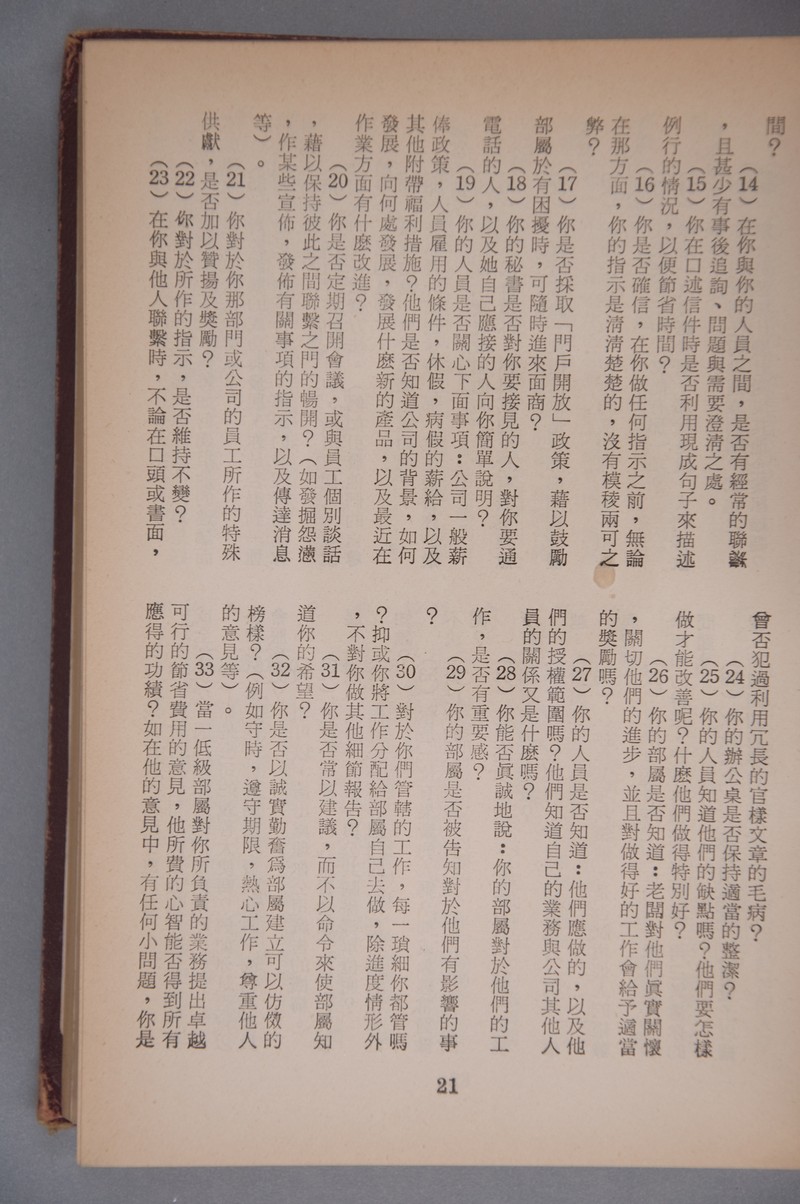 間？
（14）在你與你的人員之間，是否有經常的聯繫
，且甚少有事後追詢、問題與需要澄清之處。
（15）你在口述信件時是否利用現成句子來描述
例行的情況，以便節省時間？
（16）你是否確信，在你做任何指示之前，無論
在那方面，你的指示是清清楚楚的，沒有模稜兩可之
弊？
（17）你是否採取「門戶開放」政策，藉以鼓勵
部屬於有困擾時，可隨時進來面商？
（18）你的秘書是否對你要接見的人，對你要通
電話的人，以及她自己應接的人向你簡單說明？
（19）你的人員是否關心下面事項：公司一般薪
俸政策，人員雇用的條件，休假，病假的薪給，以及
其他附帶福利措施？他們是否知道公司的背景，如何
發展，向何處發展，發展什麼新的產品，以及最近在
作業方面有什麼改進？
（20）你是否定期召開會議，或與員工個別談話
，藉以保持彼此之間聯繫之門的暢開？（如發掘怨懣
，作某些宣佈，發佈有關事項的指示，以及傳達消息
等）。
（21）你對於你那部門或公司的員工所作的特殊
供獻，是否加以贊揚及獎勵？
（22）你對於所作的指示，是否維持不變？
（23）在你與他人聯繫時，不論在口頭或書面，
曾否犯過利用冗長的官樣文章的毛病？
（24）你的辦公桌是否保持適當的整潔？
（25）你的人員知道他們的缺點嗎？他們要怎樣
做才能改善呢？什麼他們做得特別好？
（26）你的部屬是否知道：老闆對他們眞實關懷
，關切他們的進步，並且對做得好的工作會給予適當
的獎勵嗎？
（27）你的人員是否知道：他們應做的，以及他
們的授權範圍嗎？他們知道自己的業務與公司其他人
員的關係又是什麼嗎？
（28）你能否眞誠地說：你的部屬對於他們的工
作，是否有重要感？
（29）你的部屬是否被告知對於他們有影響的事
？
（30）對於你們管轄的工作，每一瑣細你都管嗎
？抑或你將工作分配給部屬自己去做，除進度情形外
，不對你做其他細節報告？
（31）你是否常以建議，而不以命令來使部屬知
道你的希望？
（32）你是否以誠實勤奮爲部屬建立可以仿傚的
榜樣？（例如守時，遵守期限，熱心工作，尊重他人
的意見等）。
（33）當一低級部屬對你所負責的業務提出卓越
可行的節省費用的意見，他所費的心智能否得到所有
應得的功績？如在他的意見中，有任何小問題，你是
21